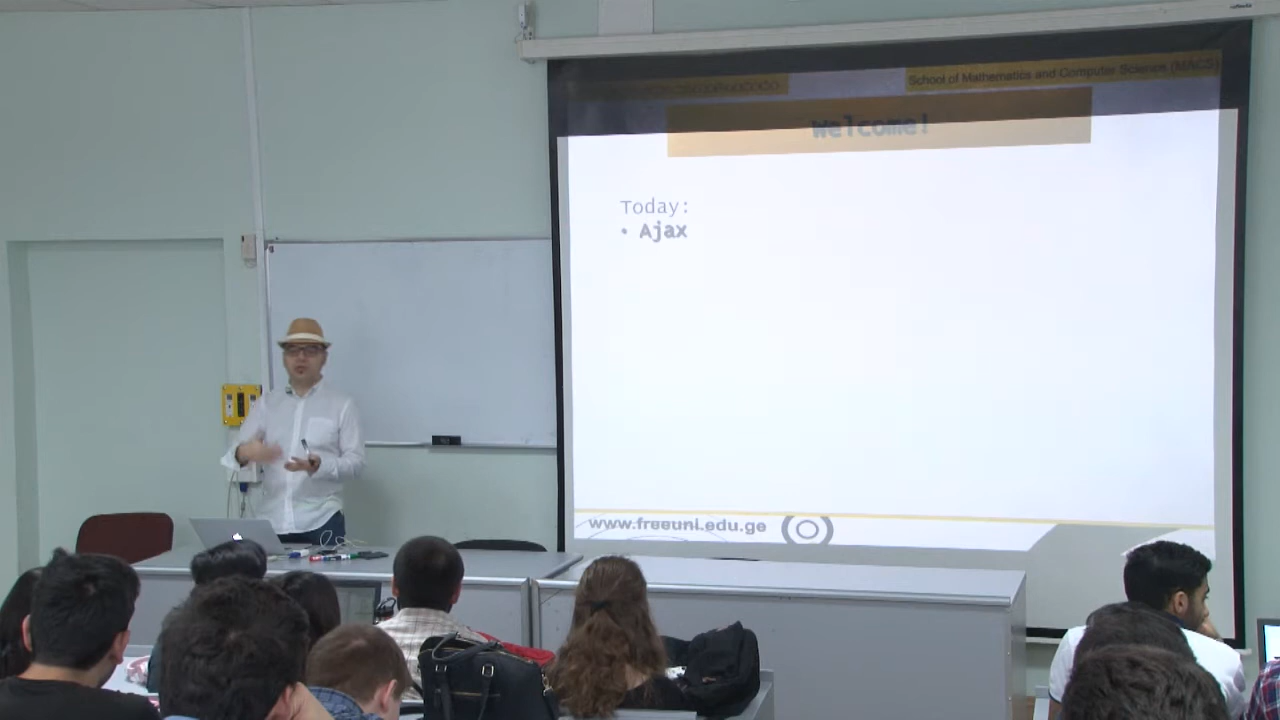 School of Mathematics and Computer Science (MACS)
Welcome!
Today:
• Ajax
www.freeuni.edu.ge